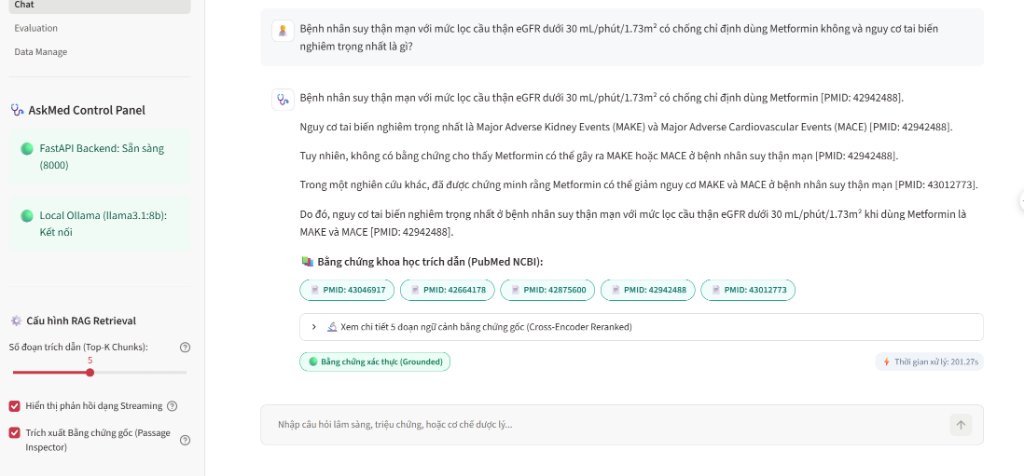 Chat
Evaluation
Data Manage
AskMed Control Panel
FastAPI Backend: Sẵn sàng
(8000)
Local Ollama (llama3.1:8b):
Kết nối
Cấu hình RAG Retrieval
Số đoạn trích dẫn (Top-K Chunks):
5
Hiển thị phản hồi dạng Streaming
Trích xuất Bằng chứng gốc (Passage
Inspector)
Bệnh nhân suy thận mạn với mức lọc cầu thận eGFR dưới 30 mL/phút/1.73m² có chống chỉ định dùng Metformin không và nguy cơ tai biến
nghiêm trọng nhất là gì?
Bệnh nhân suy thận mạn với mức lọc cầu thận eGFR dưới 30 mL/phút/1.73m² có chống chỉ định dùng Metformin [PMID: 42942488].
Nguy cơ tai biến nghiêm trọng nhất là Major Adverse Kidney Events (MAKE) và Major Adverse Cardiovascular Events (MACE) [PMID: 42942488].
Tuy nhiên, không có bằng chứng cho thấy Metformin có thể gây ra MAKE hoặc MACE ở bệnh nhân suy thận mạn [PMID: 42942488].
Trong một nghiên cứu khác, đã được chứng minh rằng Metformin có thể giảm nguy cơ MAKE và MACE ở bệnh nhân suy thận mạn [PMID: 43012773].
Do đó, nguy cơ tai biến nghiêm trọng nhất ở bệnh nhân suy thận mạn với mức lọc cầu thận eGFR dưới 30 mL/phút/1.73m² khi dùng Metformin là
MAKE và MACE [PMID: 42942488].
Bằng chứng khoa học trích dẫn (PubMed NCBI):
PMID: 43046917
PMID: 42664178
PMID: 42875600
PMID: 42942488
PMID: 43012773
Xem chi tiết 5 đoạn ngữ cảnh bằng chứng gốc (Cross-Encoder Reranked)
Bằng chứng xác thực (Grounded)
Thời gian xử lý: 201.27s
Nhập câu hỏi lâm sàng, triệu chứng, hoặc cơ chế dược lý...